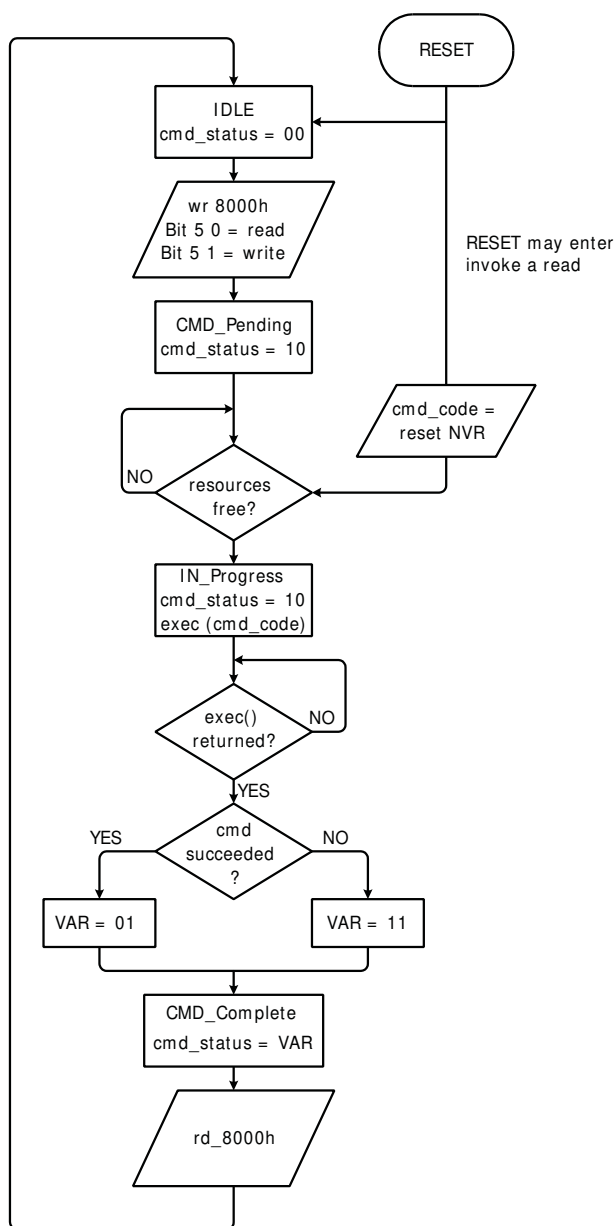 RESET
IDLE
cmd_status = 00
wr 8000h
Bit 5 0 = read
Bit 5 1 = write
RESET may enter
invoke a read
CMD_Pending
cmd_status = 10
cmd_code =
reset NVR
NO
resources
free?
IN_Progress
cmd_status = 10
exec (cmd_code)
exec()
returned?
NO
YES
YES
cmd
succeeded
?
NO
VAR = 01
VAR = 11
CMD_Complete
cmd_status = VAR
rd_8000h